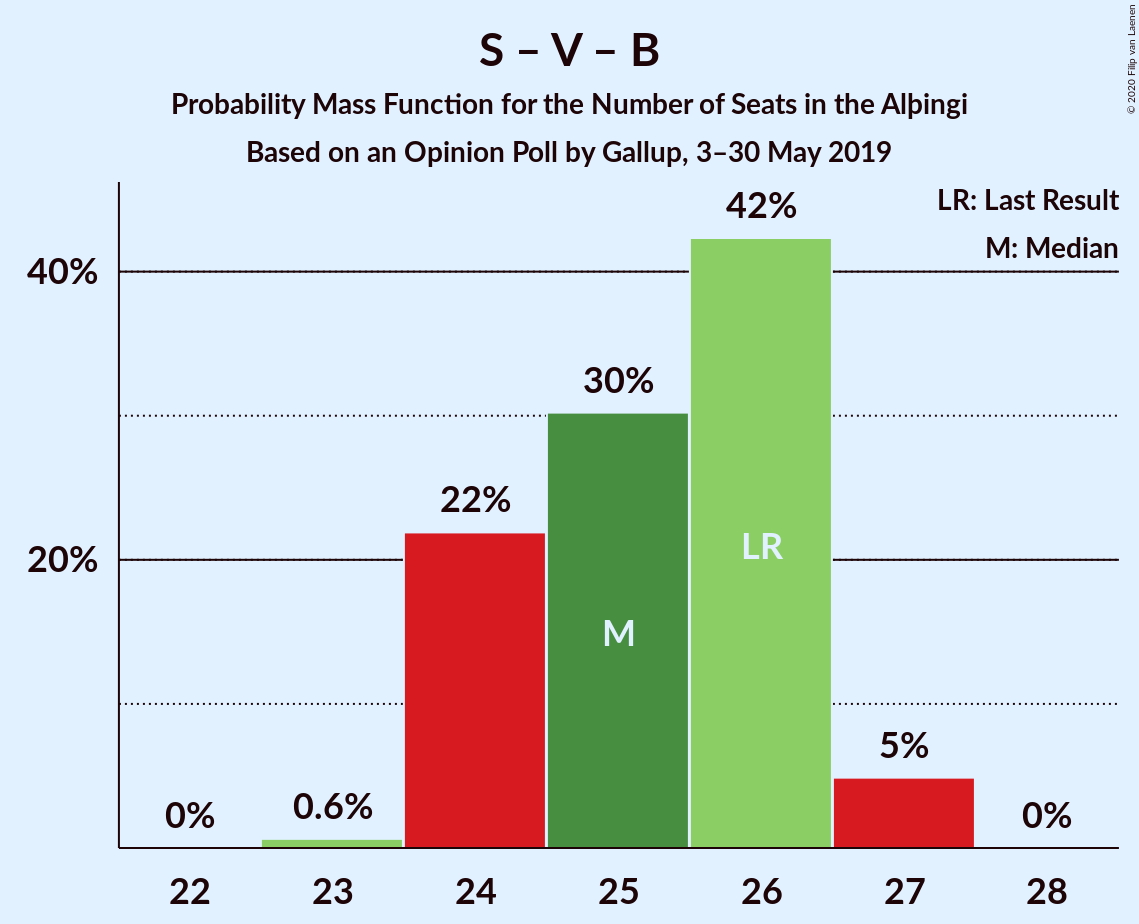 S – V – B
Probability Mass Function for the Number of Seats in the Alþingi
Based on an Opinion Poll by Gallup, 3–30 May 2019
© 2020 Filip van Laenen
LR: Last Result
M: Median
40%
20%
0%
0.6%
22%
30%
42%
5%
0%
M
LR
22
23
24
25
26
27
28